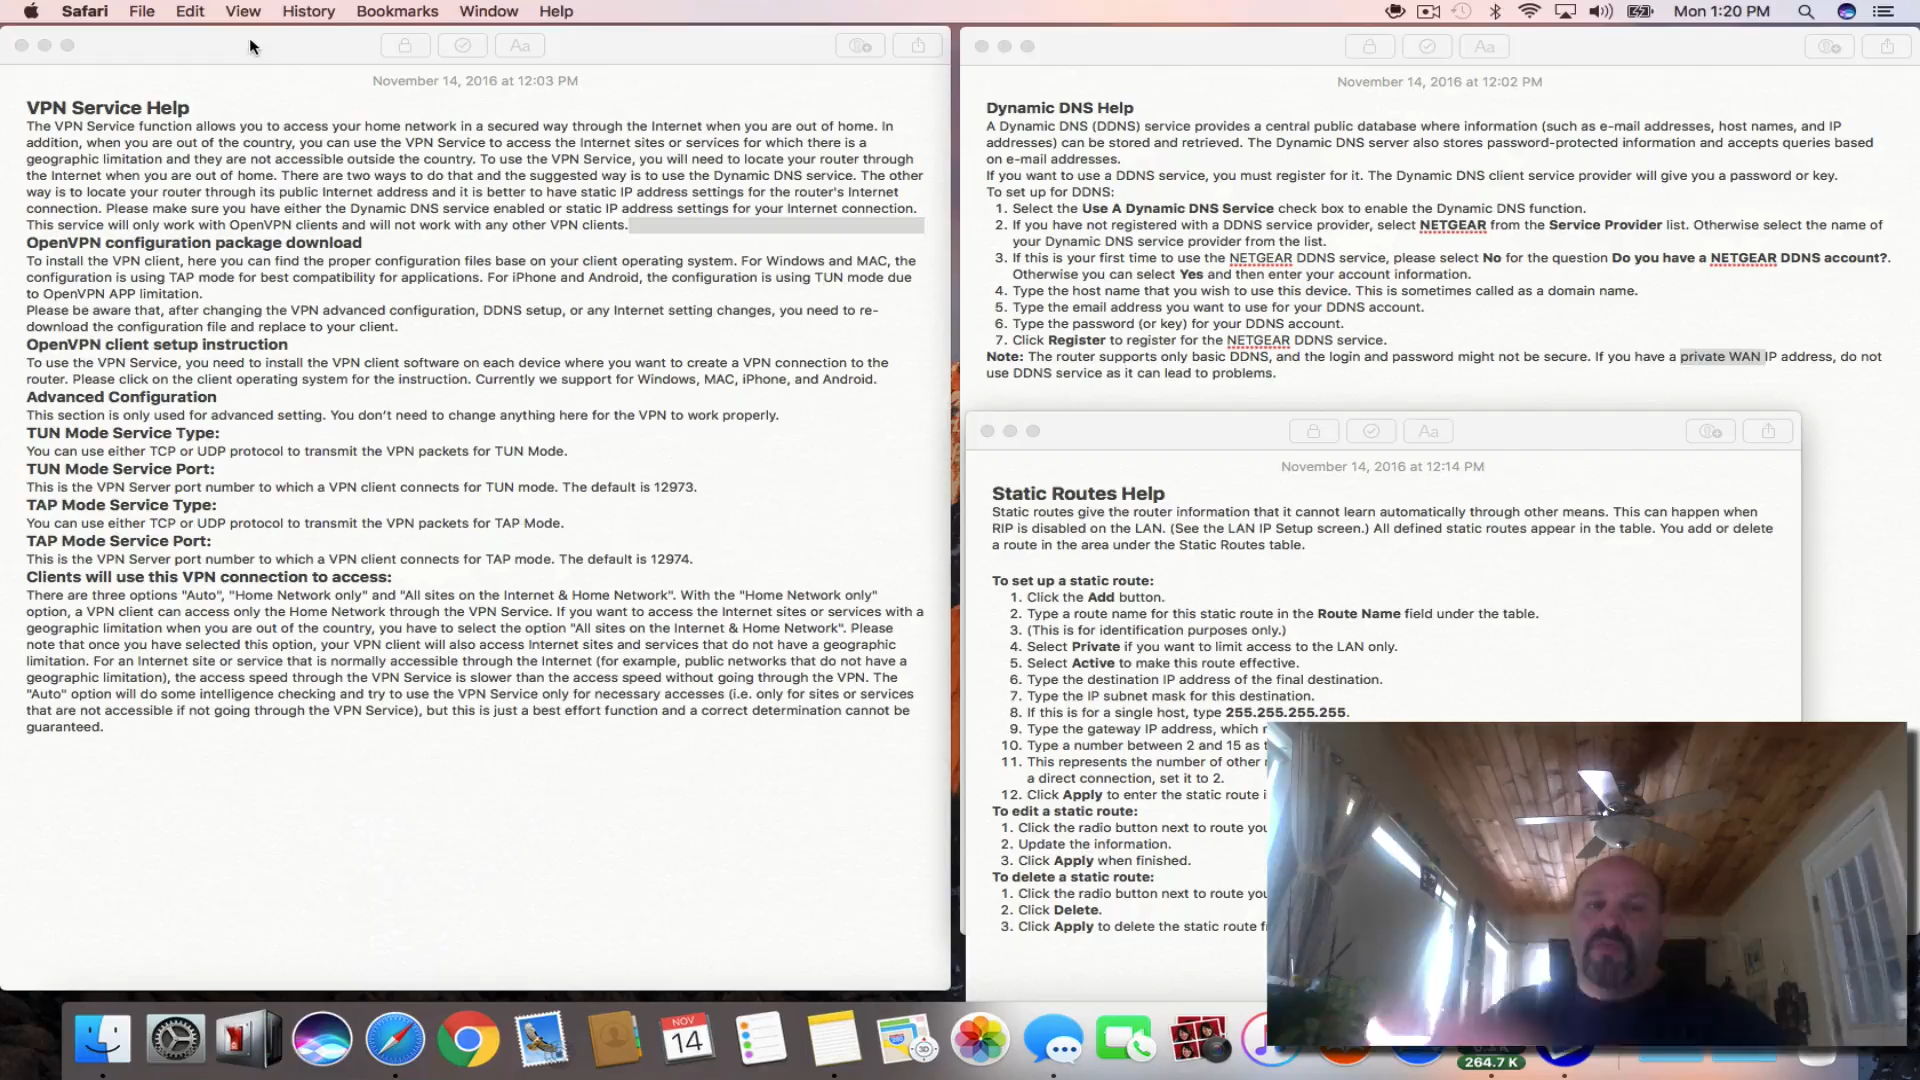 Safari File Edit View History Bookmarks Window Help
Mon 1:20 PM
Aa
November 14, 2016 at 12:03 PM
VPN Service Help
The VPN Service function allows you to access your home network in a secured way through the Internet when you are out of home. In
addition, when you are out of the country, you can use the VPN Service to access the Internet sites or services for which there is a
geographic limitation and they are not accessible outside the country. To use the VPN Service, you will need to locate your router through
the Internet when you are out of home. There are two ways to do that and the suggested way is to use the Dynamic DNS service. The other
way is to locate your router through its public Internet address and it is better to have static IP address settings for the router's Internet
connection. Please make sure you have either the Dynamic DNS service enabled or static IP address settings for your Internet connection.
This service will only work with OpenVPN clients and will not work with any other VPN clients.
OpenVPN configuration package download
To install the VPN client, here you can find the proper configuration files base on your client operating system. For Windows and MAC, the
configuration is using TAP mode for best compatibility for applications. For iPhone and Android, the configuration is using TUN mode due
to OpenVPN APP limitation.
Please be aware that, after changing the VPN advanced configuration, DDNS setup, or any Internet setting changes, you need to re-
download the configuration file and replace to your client.
OpenVPN client setup instruction
To use the VPN Service, you need to install the VPN client software on each device where you want to create a VPN connection to the
router. Please click on the client operating system for the instruction. Currently we support for Windows, MAC, iPhone, and Android.
Advanced Configuration
This section is only used for advanced setting. You don't need to change anything here for the VPN to work properly.
TUN Mode Service Type:
You can use either TCP or UDP protocol to transmit the VPN packets for TUN Mode.
TUN Mode Service Port:
This is the VPN Server port number to which a VPN client connects for TUN mode. The default is 12973.
TAP Mode Service Type:
You can use either TCP or UDP protocol to transmit the VPN packets for TAP Mode.
TAP Mode Service Port:
This is the VPN Server port number to which a VPN client connects for TAP mode. The default is 12974.
Clients will use this VPN connection to access:
There are three options "Auto", "Home Network only" and "All sites on the Internet & Home Network". With the "Home Network only"
option, a VPN client can access only the Home Network through the VPN Service. If you want to access the Internet sites or services with a
geographic limitation when you are out of the country, you have to select the option "All sites on the Internet & Home Network". Please
note that once you have selected this option, your VPN client will also access Internet sites and services that do not have a geographic
limitation. For an Internet site or service that is normally accessible through the Internet (for example, public networks that do not have a
geographic limitation), the access speed through the VPN Service is slower than the access speed without going through the VPN. The
"Auto" option will do some intelligence checking and try to use the VPN Service only for necessary accesses (i.e. only for sites or services
that are not accessible if not going through the VPN Service), but this is just a best effort function and a correct determination cannot be
guaranteed.
Aa
November 14, 2016 at 12:02 PM
Dynamic DNS Help
A Dynamic DNS (DDNS) service provides a central public database where information (such as e-mail addresses, host names, and IP
addresses) can be stored and retrieved. The Dynamic DNS server also stores password-protected information and accepts queries based
on e-mail addresses.
If you want to use a DDNS service, you must register for it. The Dynamic DNS client service provider will give you a password or key.
To set up for DDNS:
1. Select the Use A Dynamic DNS Service check box to enable the Dynamic DNS function.
2. If you have not registered with a DDNS service provider, select NETGEAR from the Service Provider list. Otherwise select the name of
your Dynamic DNS service provider from the list.
3. If this is your first time to use the NETGEAR DDNS service, please select No for the question Do you have a NETGEAR DDNS account?.
Otherwise you can select Yes and then enter your account information.
4. Type the host name that you wish to use this device. This is sometimes called as a domain name.
5. Type the email address you want to use for your DDNS account.
6. Type the password (or key) for your DDNS account.
7. Click Register to register for the NETGEAR DDNS service.
Note: The router supports only basic DDNS, and the login and password might not be secure. If you have a private WAN IP address, do not
use DDNS service as it can lead to problems.
Aa
November 14, 2016 at 12:14 PM
Static Routes Help
Static routes give the router information that it cannot learn automatically through other means. This can happen when
RIP is disabled on the LAN. (See the LAN IP Setup screen.) All defined static routes appear in the table. You add or delete
a route in the area under the Static Routes table.
To set up a static route:
1. Click the Add button.
2. Type a route name for this static route in the Route Name field under the table.
3. (This is for identification purposes only.)
4. Select Private if you want to limit access to the LAN only.
5. Select Active to make this route effective.
6. Type the destination IP address of the final destination.
7. Type the IP subnet mask for this destination.
8. If this is for a single host, type 255.255.255.255.
9. Type the gateway IP address, which
10. Type a number between 2 and 15 as
11. This represents the number of other
a direct connection, set it to 2.
12. Click Apply to enter the static route
To edit a static route:
1. Click the radio button next to route
2. Update the information.
3. Click Apply when finished.
To delete a static route:
1. Click the radio button next to route
2. Click Delete.
3. Click Apply to delete the static route
NOV
14
3D
264.7 K